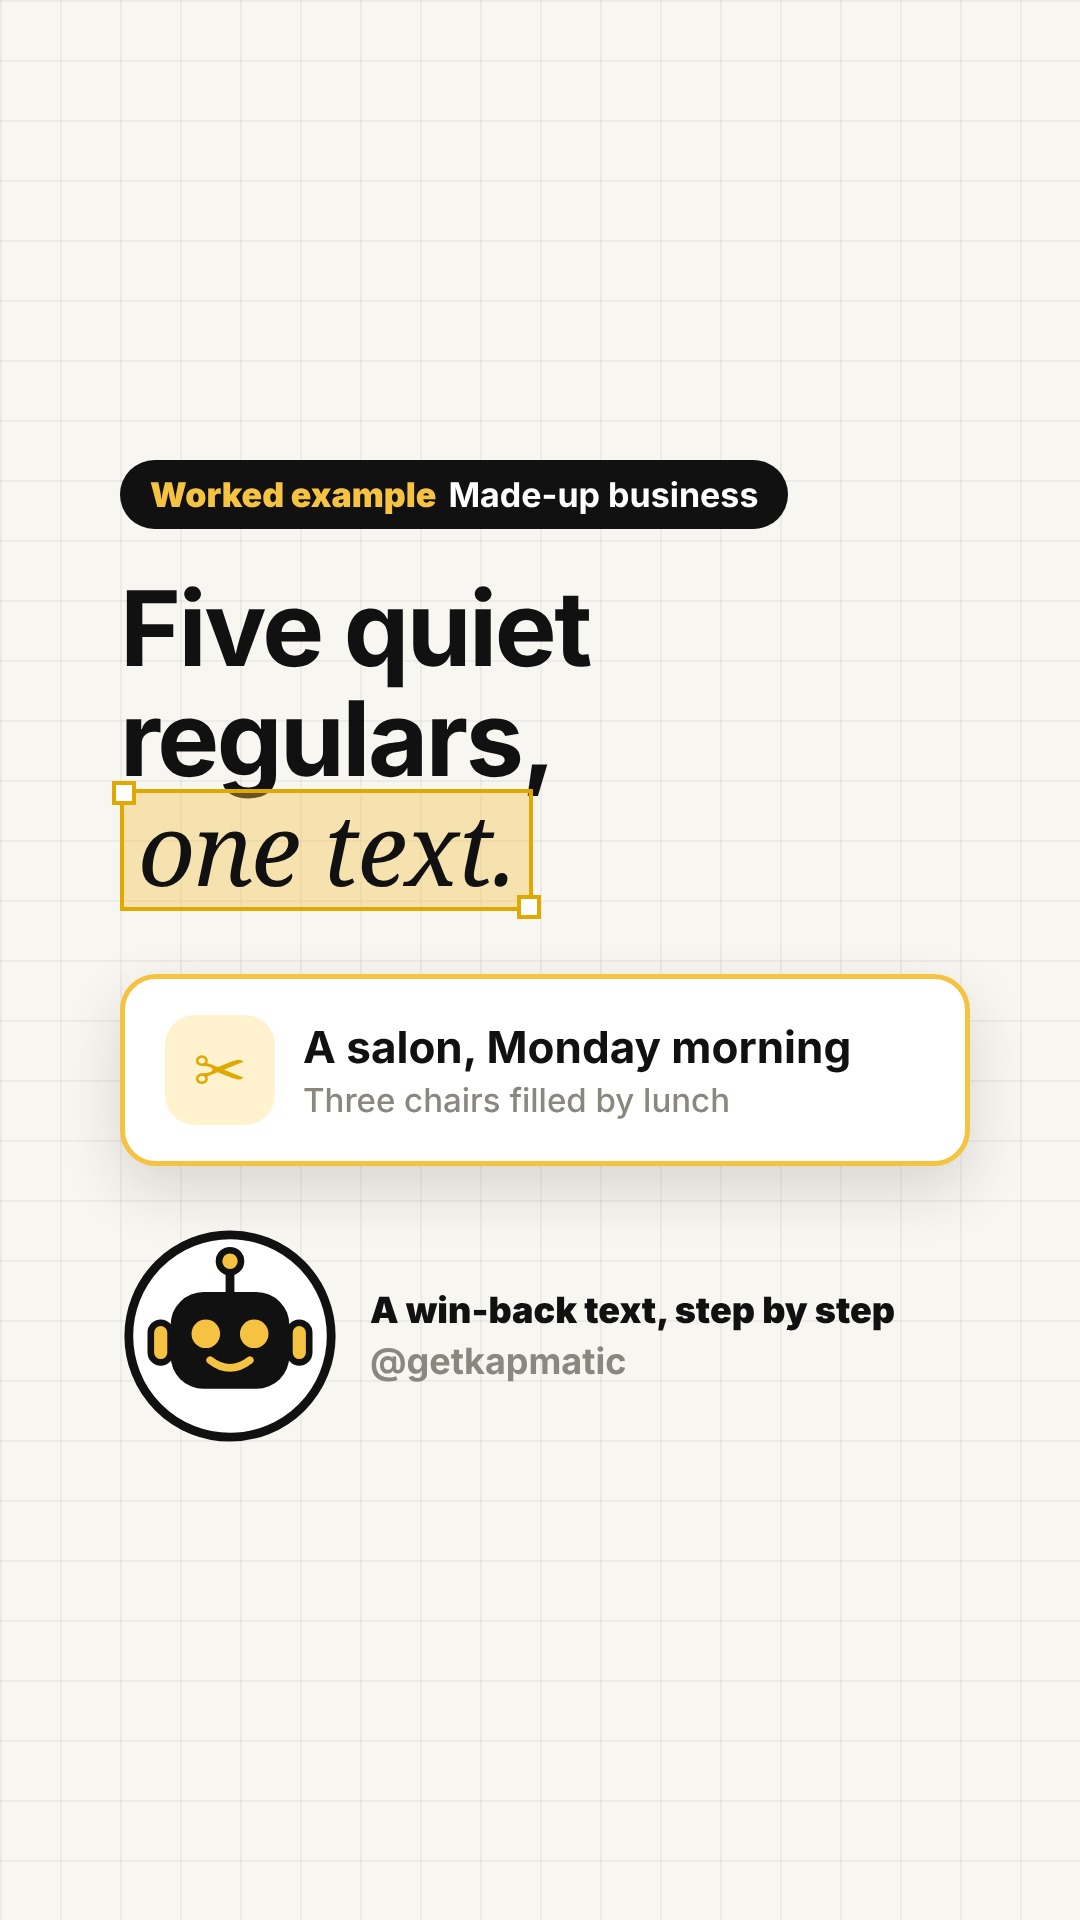 Worked example Made-up business
Five quiet
regulars,
one text.
A salon, Monday morning
Three chairs filled by lunch
A win-back text, step by step
@getkapmatic